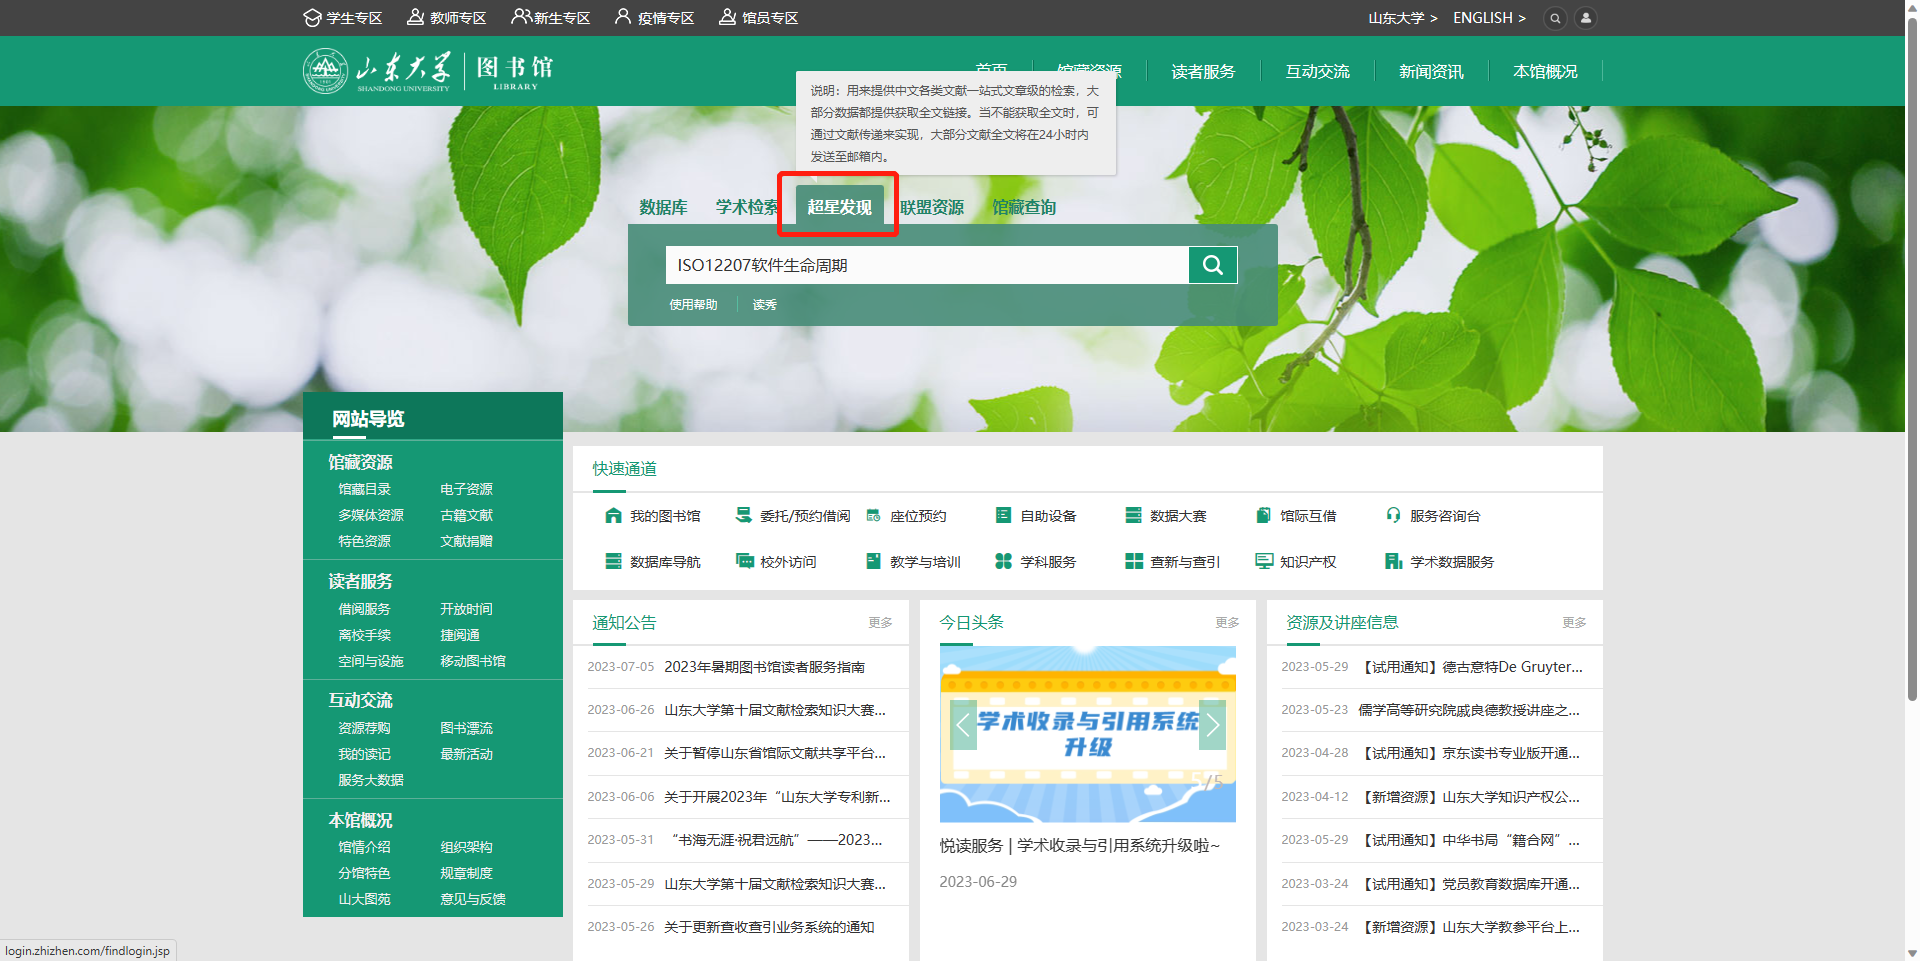 学生专区 教师专区 新生专区 疫情专区 馆员专区 山东大学 > ENGLISH >
山东大学 图书馆
SHANDONG UNIVERSITY LIBRARY
首页 馆藏资源 读者服务 互动交流 新闻资讯 本馆概况
说明：用来提供中文各类文献一站式文章级的检索，大
部分数据都提供获取全文链接。当不能获取全文时，可
通过文献传递来实现，大部分文献全文将在24小时内
发送至邮箱内。
数据库 学术检索 超星发现 联盟资源 馆藏查询
ISO12207软件生命周期
使用帮助 读秀
网站导览
馆藏资源
馆藏目录 电子资源
多媒体资源 古籍文献
特色资源 文献捐赠
读者服务
借阅服务 开放时间
离校手续 捷阅通
空间与设施 移动图书馆
互动交流
资源荐购 图书漂流
我的读记 最新活动
服务大数据
本馆概况
馆情介绍 组织架构
分馆特色 规章制度
山大图苑 意见与反馈
快速通道
我的图书馆 委托/预约借阅 座位预约 自助设备 数据大赛 馆际互借 服务咨询台
数据库导航 校外访问 教学与培训 学科服务 查新与查引 知识产权 学术数据服务
通知公告 更多
2023-07-05 2023年暑期图书馆读者服务指南
2023-06-26 山东大学第十届文献检索知识大赛...
2023-06-21 关于暂停山东省馆际文献共享平台...
2023-06-06 关于开展2023年“山东大学专利新...
2023-05-31 “书海无涯·祝君远航”——2023...
2023-05-29 山东大学第十届文献检索知识大赛...
2023-05-26 关于更新查收查引业务系统的通知
今日头条 更多
学术收录与引用系统
升级
5/5
悦读服务 | 学术收录与引用系统升级啦~
2023-06-29
资源及讲座信息 更多
2023-05-29 【试用通知】德古意特De Gruyter...
2023-05-23 儒学高等研究院戚良德教授讲座之...
2023-04-28 【试用通知】京东读书专业版开通...
2023-04-12 【新增资源】山东大学知识产权公...
2023-05-29 【试用通知】中华书局“籍合网”...
2023-03-24 【试用通知】党员教育数据库开通...
2023-03-24 【新增资源】山东大学教参平台上...
login.zhizhen.com/findlogin.jsp